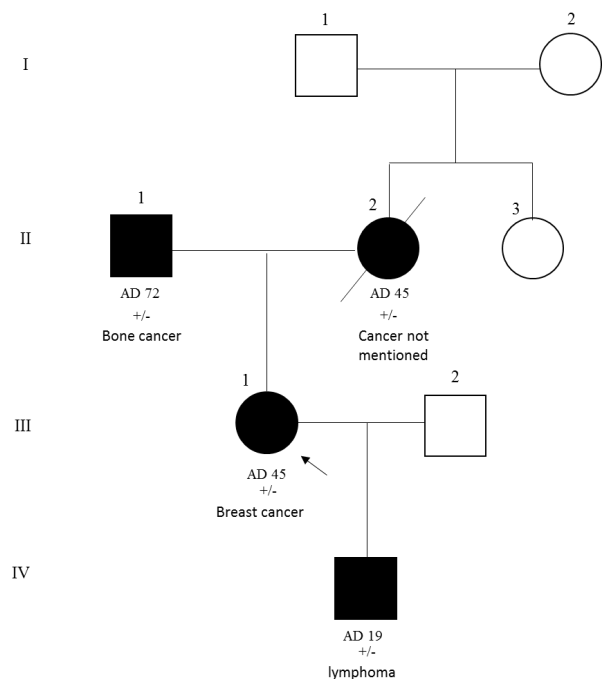 1
2
I
1
2
3
II
AD 72
+/-
Bone cancer
AD 45
+/-
Cancer not
mentioned
1
2
III
AD 45
+/-
Breast cancer
IV
AD 19
+/-
lymphoma